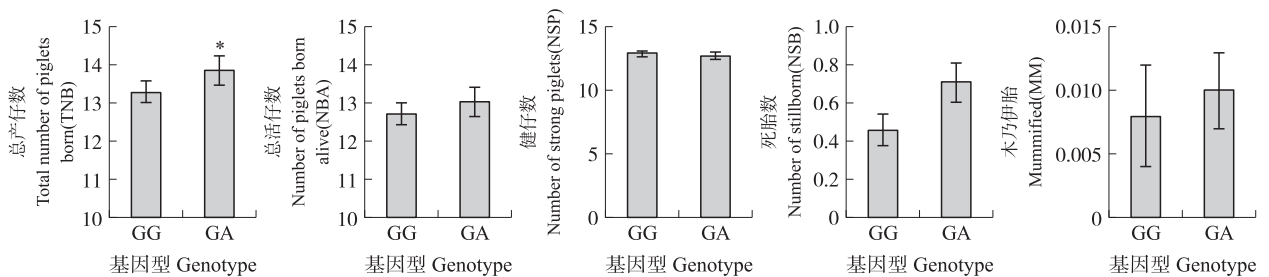 总产仔数
Total number of piglets
born(TNB)
15
14
13
12
11
10
*
GG
GA
基因型 Genotype
总活仔数
Number of piglets born
alive(NBA)
15
14
13
12
11
10
GG
GA
基因型 Genotype
健仔数
Number of strong piglets(NSP)
15
10
5
0
GG
GA
基因型 Genotype
死胎数
Number of stillborn(NSB)
1.0
0.8
0.6
0.4
0.2
0
GG
GA
基因型 Genotype
木乃伊胎
Mummified(MM)
0.015
0.010
0.005
0
GG
GA
基因型 Genotype